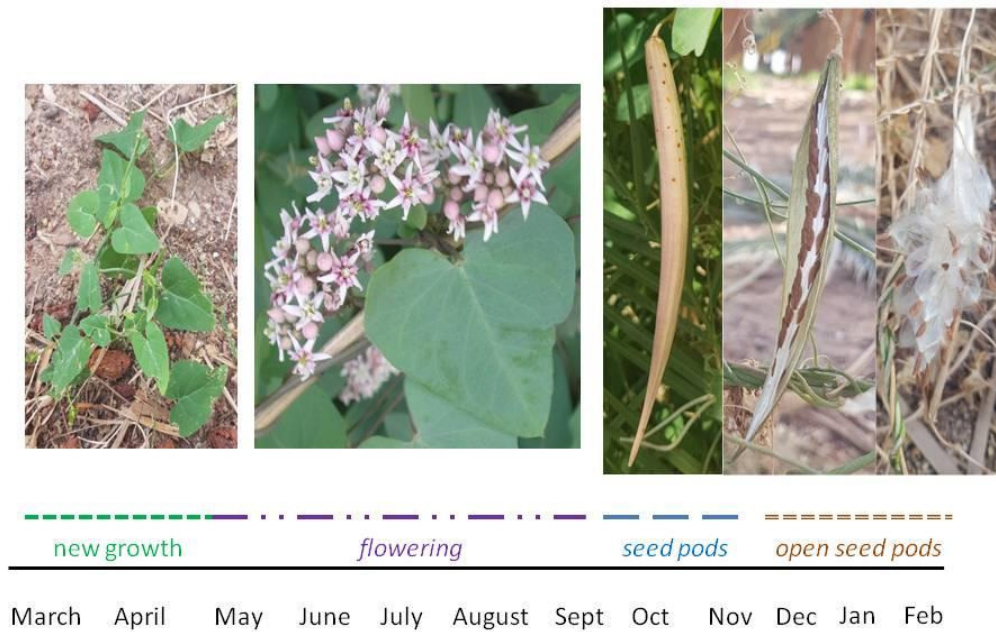 new growth flowering seed pods open seed pods
March April May June July August Sept Oct Nov Dec Jan Feb